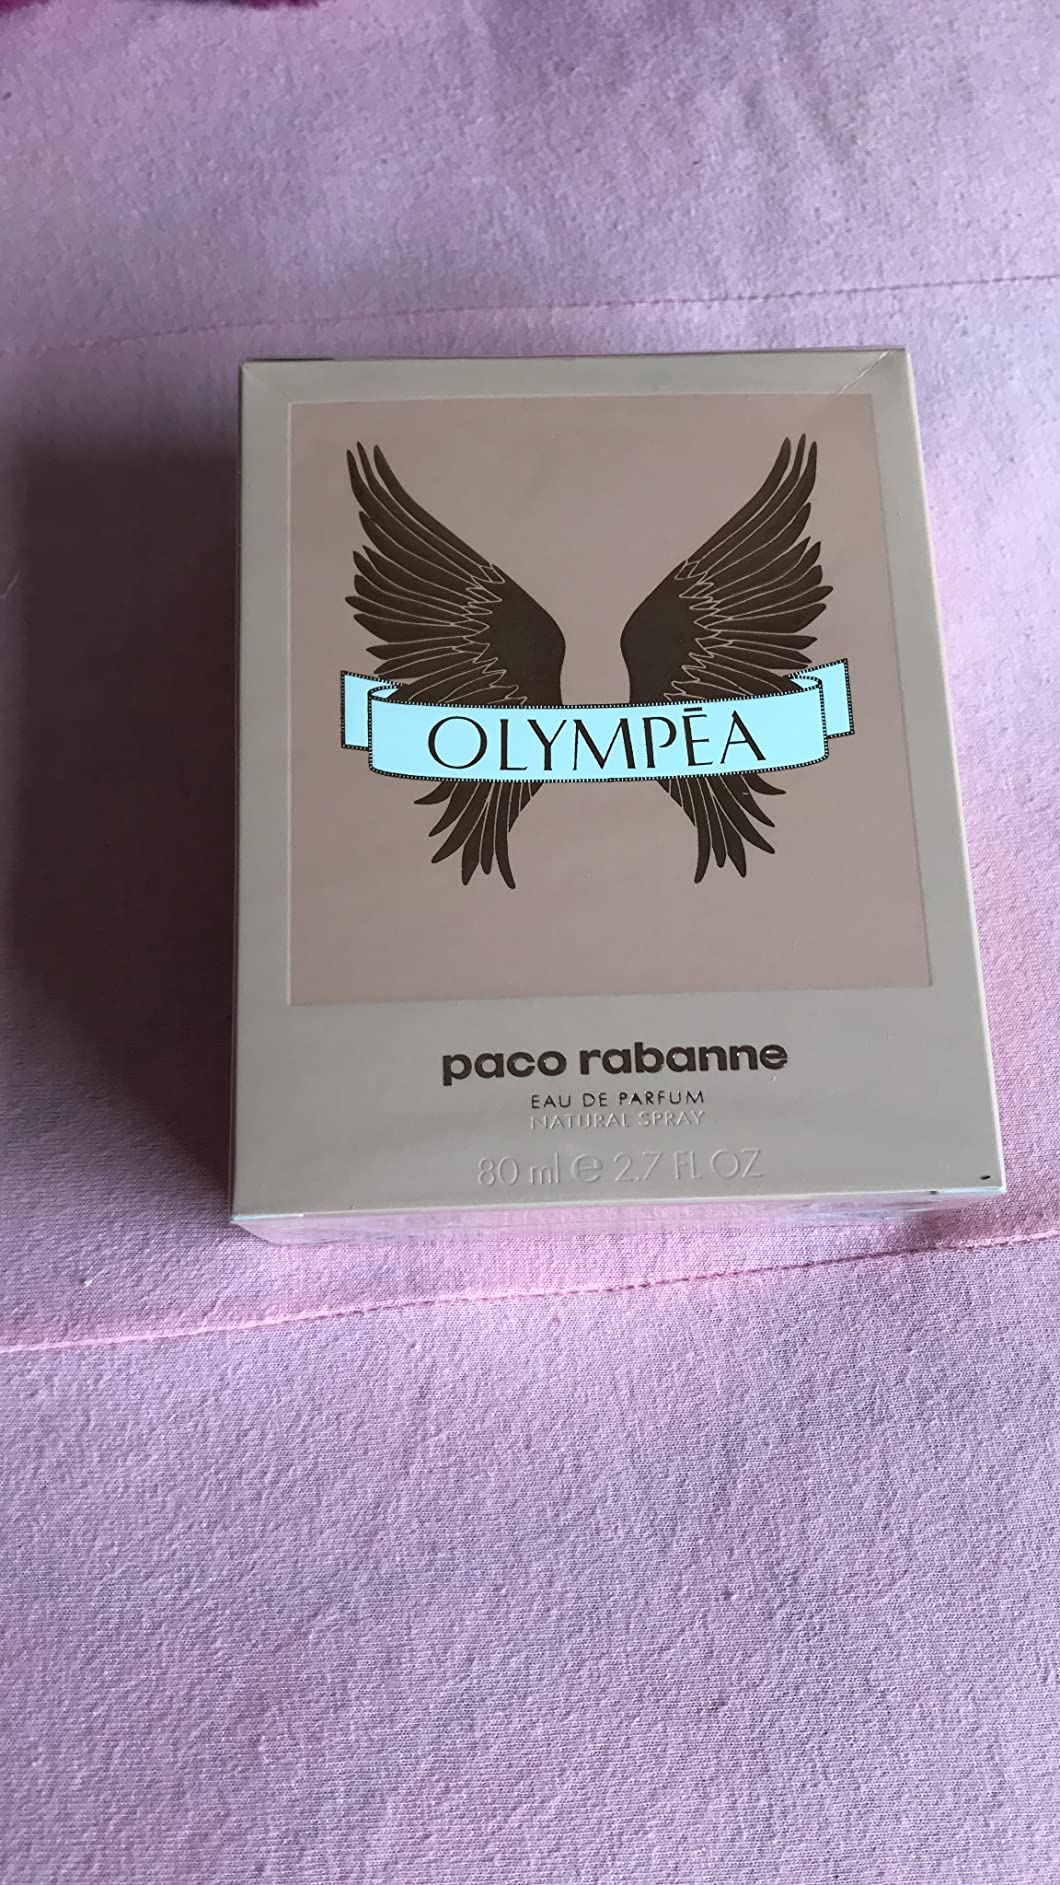 OLYMPĒA
paco rabanne
EAU DE PARFUM
NATURAL SPRAY
80 ml ℮ 2.7 FL OZ